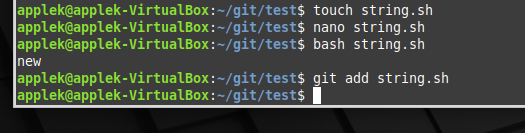 applek@applek-VirtualBox:~/git/test$ touch string.sh
applek@applek-VirtualBox:~/git/test$ nano string.sh
applek@applek-VirtualBox:~/git/test$ bash string.sh
new
applek@applek-VirtualBox:~/git/test$ git add string.sh
applek@applek-VirtualBox:~/git/test$